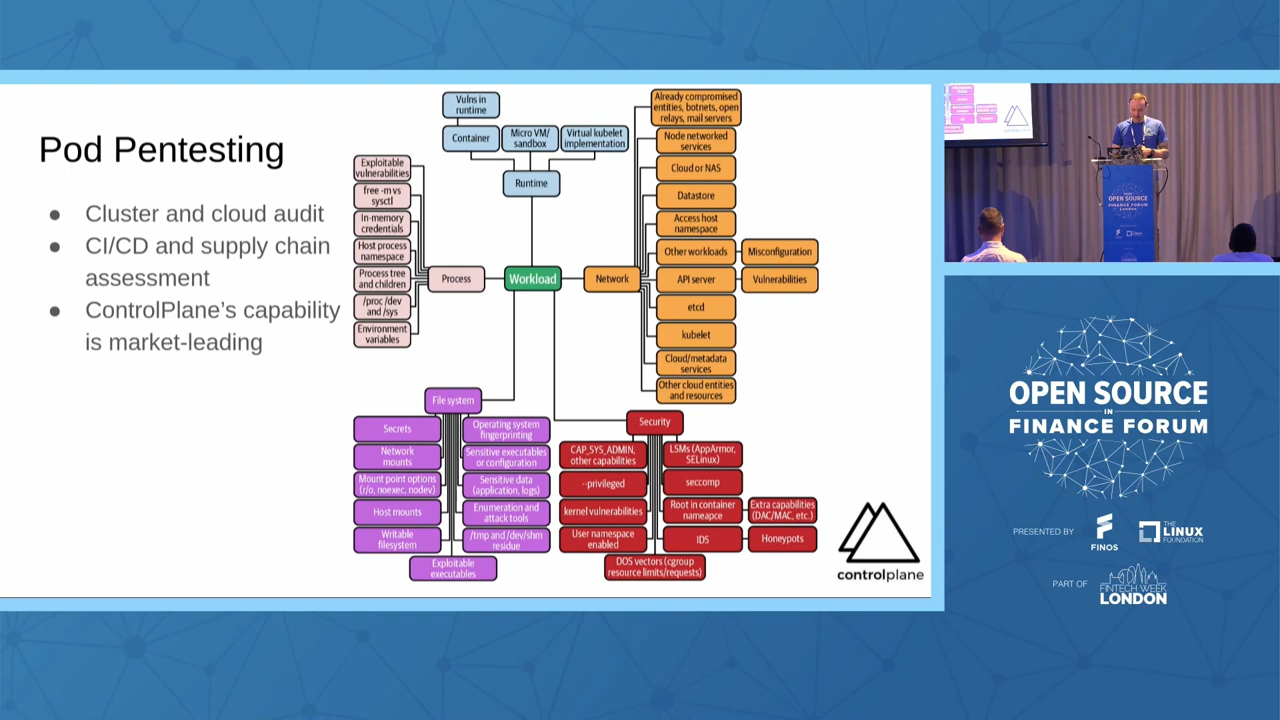 Pod Pentesting
● Cluster and cloud audit
● CI/CD and supply chain
assessment
● ControlPlane's capability
is market-leading
Vulns in
runtime
Container
Micro VM/
sandbox
Virtual kubelet
implementation
Runtime
Exploitable
vulnerabilities
free -m vs
sysctl
In-memory
credentials
Host process
namespace
Process tree
and children
/proc /dev
and /sys
Environment
variables
Process
Workload
Network
Already compromised
entities, botnets, open
relays, mail servers
Node networked
services
Cloud or NAS
Datastore
Access host
namespace
Other workloads
Misconfiguration
API server
Vulnerabilities
etcd
kubelet
Cloud/metadata
services
Other cloud entities
and resources
File system
Secrets
Network
mounts
Mount point options
(r/o, noexec, nodev)
Host mounts
Writable
filesystem
Operating system
fingerprinting
Sensitive executables
or configuration
Sensitive data
(application, logs)
Enumeration and
attack tools
/tmp and /dev/shm
residue
Exploitable
executables
Security
CAP_SYS_ADMIN,
other capabilities
--privileged
kernel vulnerabilities
User namespace
enabled
LSMs (AppArmor,
SELinux)
seccomp
Root in container
nameapce
Extra capabilities
(DAC/MAC, etc.)
IDS
Honeypots
DOS vectors (cgroup
resource limits/requests)
controlplane
OPEN SOURCE
FINANCE FORUM
OPEN SOURCE
IN
FINANCE FORUM
PRESENTED BY
FINOS
THE
LINUX
FOUNDATION
PART OF
FINTECH WEEK
LONDON